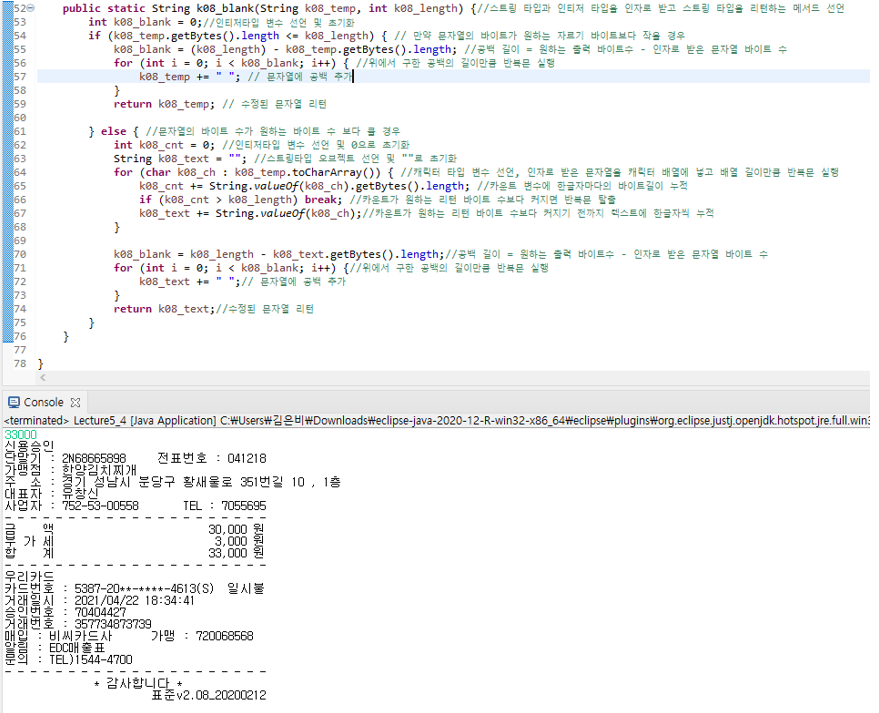 52 public static String k08_blank(String k08_temp, int k08_length) {//스트링 타입과 인티저 타입을 인자로 받고 스트링 타입을 리턴하는 메서드 선언
53 int k08_blank = 0;//인티저타입 변수 선언 및 초기화
54 if (k08_temp.getBytes().length <= k08_length) { // 만약 문자열의 바이트가 원하는 자르기 바이트보다 작을 경우
55 k08_blank = (k08_length) - k08_temp.getBytes().length; //공백 길이 = 원하는 출력 바이트수 - 인자로 받은 문자열 바이트 수
56 for (int i = 0; i < k08_blank; i++) { //위에서 구한 공백의 길이만큼 반복문 실행
57 k08_temp += " "; // 문자열에 공백 추가
58 }
59 return k08_temp; // 수정된 문자열 리턴
60
61 } else { //문자열의 바이트 수가 원하는 바이트 수 보다 클 경우
62 int k08_cnt = 0; //인티저타입 변수 선언 및 0으로 초기화
63 String k08_text = ""; //스트링타입 오브젝트 선언 및 ""로 초기화
64 for (char k08_ch : k08_temp.toCharArray()) { //캐릭터 타입 변수 선언, 인자로 받은 문자열을 캐릭터 배열에 넣고 배열 길이만큼 반복문 실행
65 k08_cnt += String.valueOf(k08_ch).getBytes().length; //카운트 변수에 한글자마다의 바이트길이 누적
66 if (k08_cnt > k08_length) break; //카운트가 원하는 리턴 바이트 수보다 커지면 반복문 탈출
67 k08_text += String.valueOf(k08_ch);//카운트가 원하는 리턴 바이트 수보다 커지기 전까지 텍스트에 한글자씩 누적
68 }
69
70 k08_blank = k08_length - k08_text.getBytes().length;//공백 길이 = 원하는 출력 바이트수 - 인자로 받은 문자열 바이트 수
71 for (int i = 0; i < k08_blank; i++) {//위에서 구한 공백의 길이만큼 반복문 실행
72 k08_text += " ";// 문자열에 공백 추가
73 }
74 return k08_text;//수정된 문자열 리턴
75 }
76 }
77
78 }
Console
<terminated> Lecture5_4 [Java Application] C:₩Users₩김은비₩Downloads₩eclipse-java-2020-12-R-win32-x86_64₩eclipse₩plugins₩org.eclipse.justj.openjdk.hotspot.jre.full.win3
33000
신용승인
단말기 : 2N68665898 전표번호 : 041218
가맹점 : 한양김치찌개
주 소 : 경기 성남시 분당구 황새울로 351번길 10 , 1층
대표자 : 유창신
사업자 : 752-53-00558 TEL : 7055695
- - - - - - - - - - - - - - - - - - - - -
금 액 30,000 원
부 가 세 3,000 원
합 계 33,000 원
- - - - - - - - - - - - - - - - - - - - -
우리카드
카드번호 : 5387-20**-****-4613(S) 일시불
거래일시 : 2021/04/22 18:34:41
승인번호 : 70404427
거래번호 : 357734873739
매입 : 비씨카드사 가맹 : 720068568
알림 : EDC매출표
문의 : TEL)1544-4700
- - - - - - - - - - - - - - - - - - - - -
* 감사합니다 *
표준v2.08_20200212